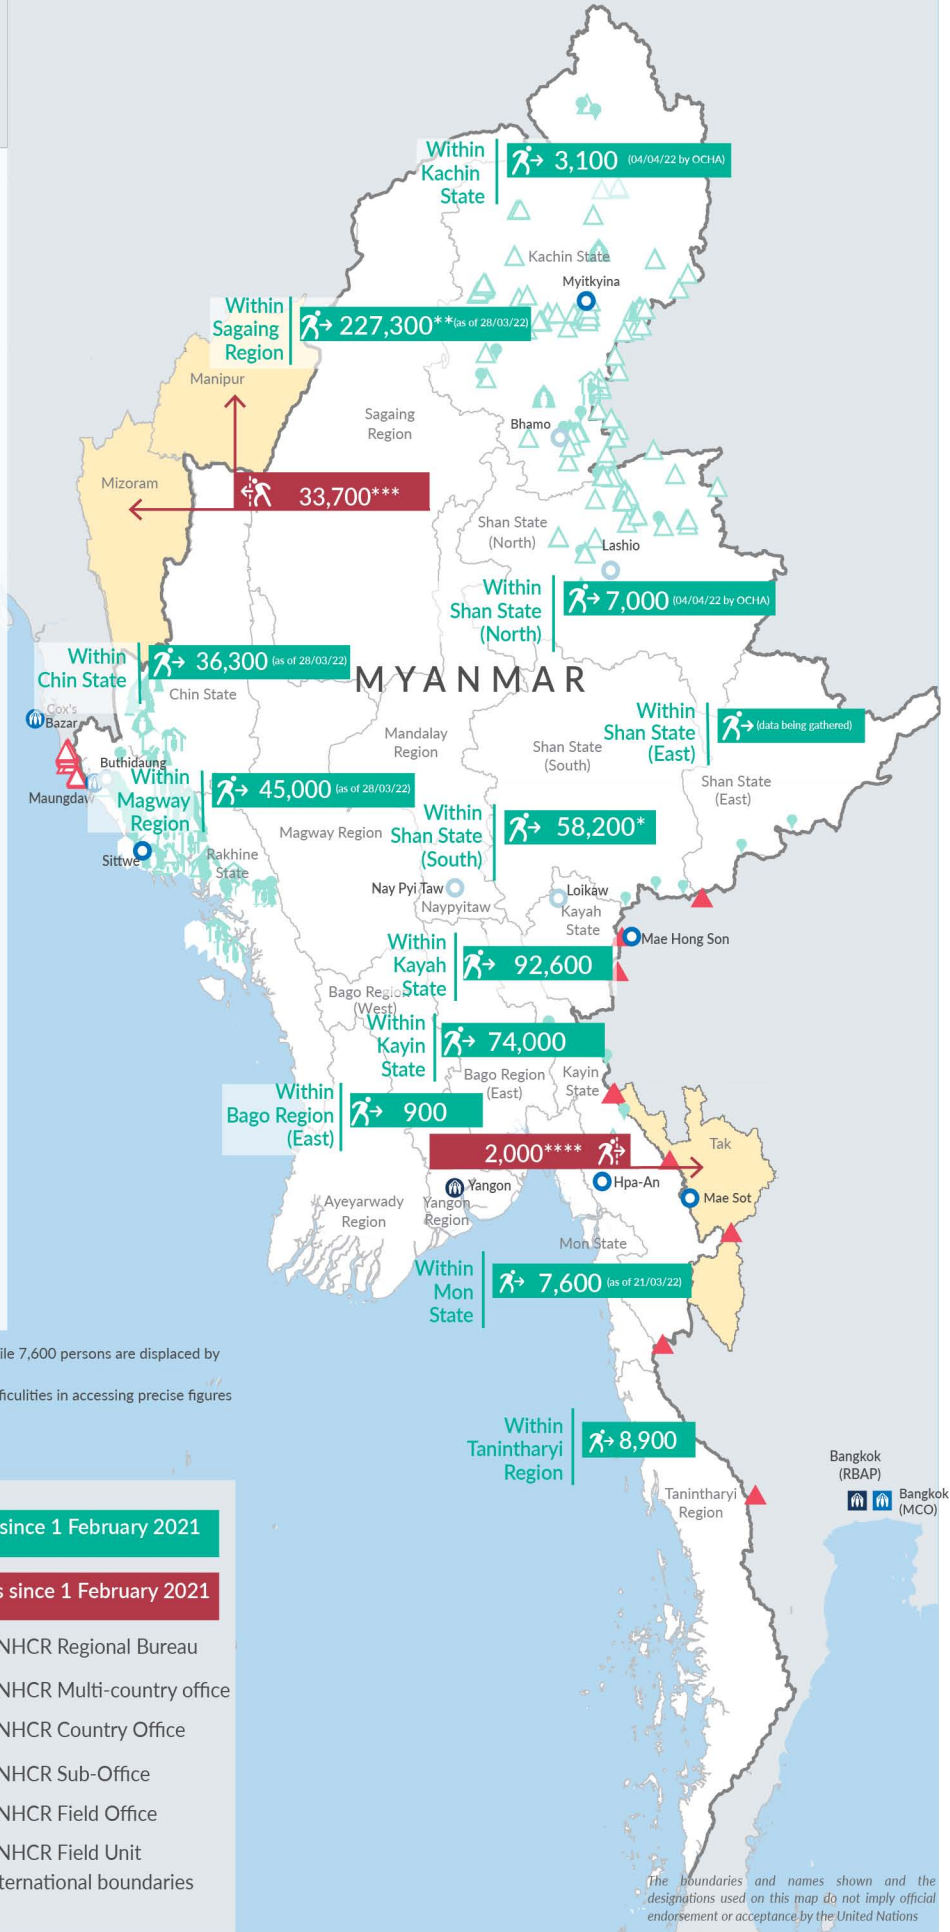 Within
Kachin
State
3,100 (04/04/22 by OCHA)
Kachin State
Myitkyina
Within
Sagaing
Region
227,300** (as of 28/03/22)
Manipur
Sagaing
Region
Bhamo
Mizoram
33,700***
Shan State
(North)
Lashio
Within
Shan State
(North)
7,000 (04/04/22 by OCHA)
Within
Chin State
36,300 (as of 28/03/22)
Chin State
MYANMAR
Cox's
Bazar
Mandalay
Region
Within
Shan State
(East)
(data being gathered)
Shan State
(South)
Buthidaung
Maungdaw
Within
Magway
Region
45,000 (as of 28/03/22)
Shan State
(East)
Magway Region
Within
Shan State
(South)
58,200*
Sittwe
Rakhine
State
Nay Pyi Taw
Naypyitaw
Loikaw
Kayah
State
Mae Hong Son
Within
Kayah
State
92,600
Bago Region
(West)
Within
Kayin
State
74,000
Bago Region
(East)
Kayin
State
Within
Bago Region
(East)
900
2,000****
Tak
Hpa-An
Mae Sot
Yangon
Yangon
Region
Ayeyarwady
Region
Mon State
Within
Mon
State
7,600 (as of 21/03/22)
ile 7,600 persons are displaced by
ficulities in accessing precise figures
Within
Tanintharyi
Region
8,900
Tanintharyi
Region
Bangkok
(RBAP)
Bangkok
(MCO)
since 1 February 2021
s since 1 February 2021
NHCR Regional Bureau
NHCR Multi-country office
NHCR Country Office
NHCR Sub-Office
NHCR Field Office
NHCR Field Unit
ternational boundaries
The boundaries and names shown and the
designations used on this map do not imply official
endorsement or acceptance by the United Nations